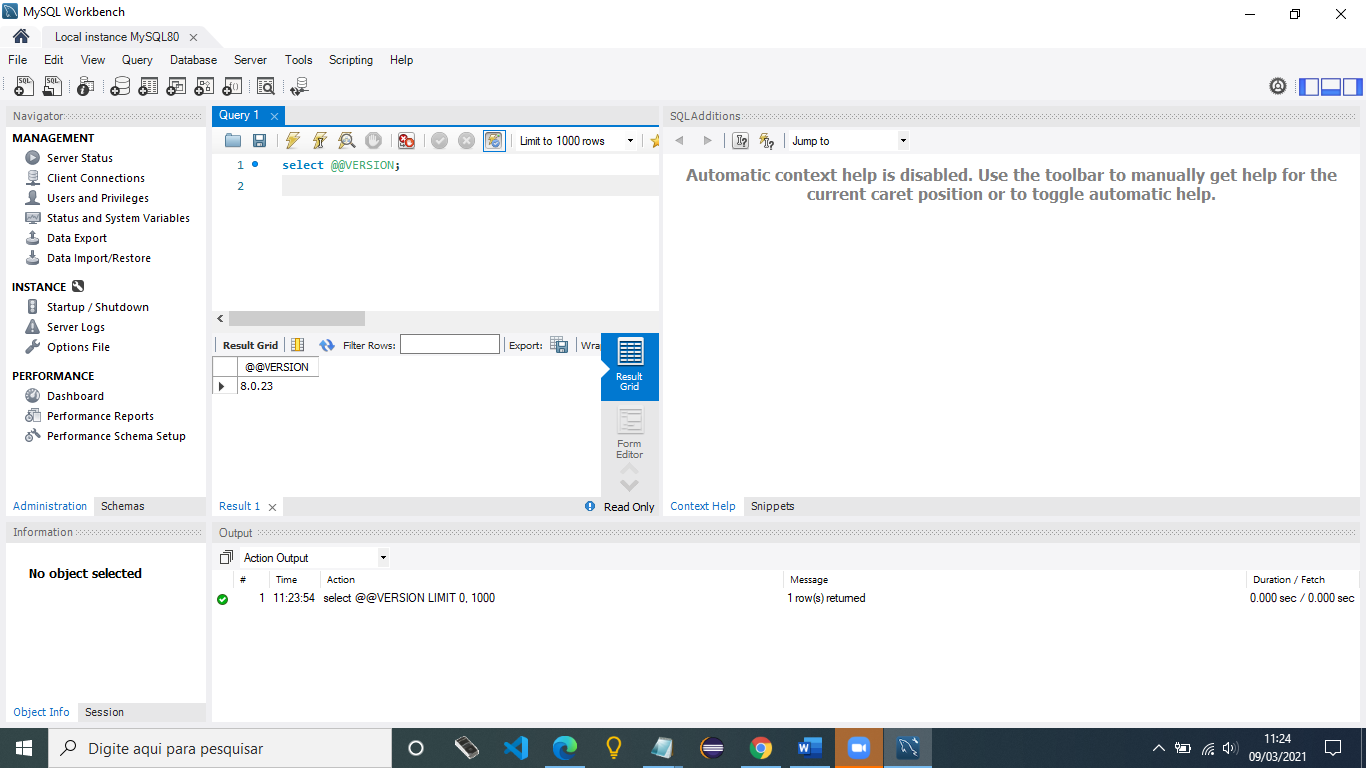 MySQL Workbench
Local instance MySQL80
File Edit View Query Database Server Tools Scripting Help
Navigator
MANAGEMENT
Server Status
Client Connections
Users and Privileges
Status and System Variables
Data Export
Data Import/Restore
INSTANCE
Startup / Shutdown
Server Logs
Options File
PERFORMANCE
Dashboard
Performance Reports
Performance Schema Setup
Administration Schemas
Query 1
Limit to 1000 rows
1 select @@VERSION;
2
Result Grid Filter Rows: Export: Wra
@@VERSION
8.0.23
Result Grid
Form Editor
Result 1 Read Only
SQLAdditions
Jump to
Automatic context help is disabled. Use the toolbar to manually get help for the
current caret position or to toggle automatic help.
Context Help Snippets
Information
No object selected
Object Info Session
Output
Action Output
# Time Action Message Duration / Fetch
1 11:23:54 select @@VERSION LIMIT 0, 1000 1 row(s) returned 0.000 sec / 0.000 sec
Digite aqui para pesquisar
11:24
09/03/2021